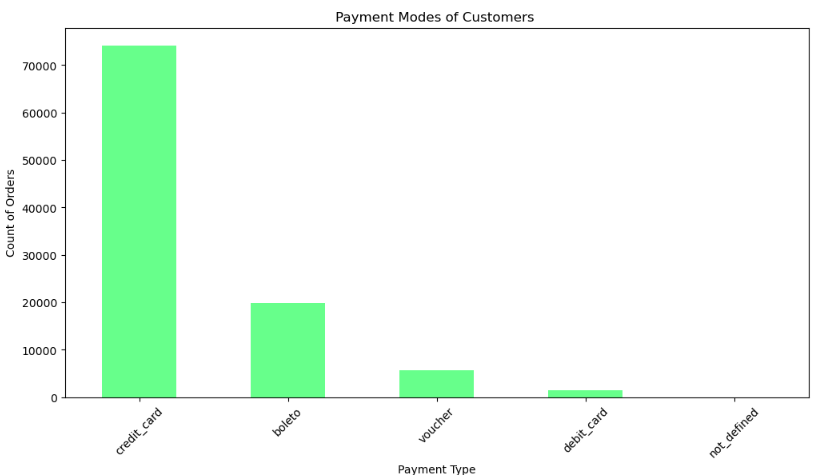 Payment Modes of Customers
70000
60000
50000
40000
30000
20000
10000
0
Count of Orders
credit_card
boleto
voucher
debit_card
not_defined
Payment Type